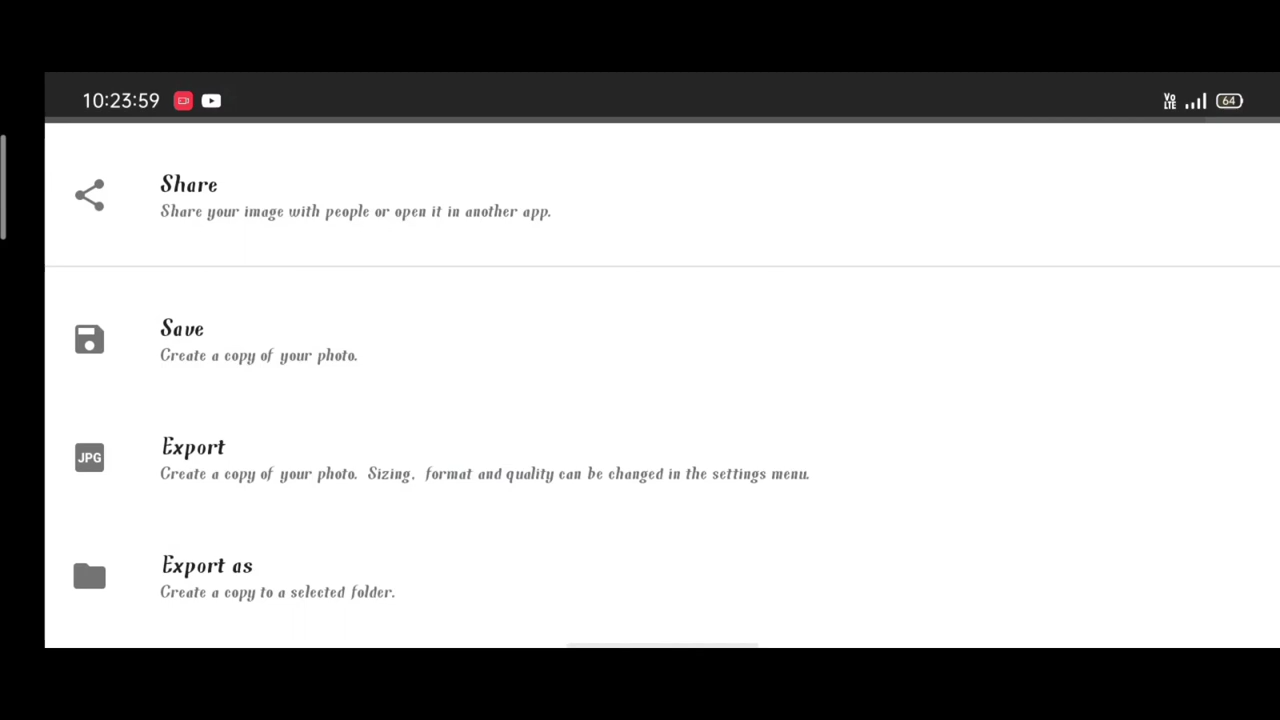 10:23:59
Vo
LTE
64
Share
Share your image with people or open it in another app.
Save
Create a copy of your photo.
JPG
Export
Create a copy of your photo. Sizing, format and quality can be changed in the settings menu.
Export as
Create a copy to a selected folder.